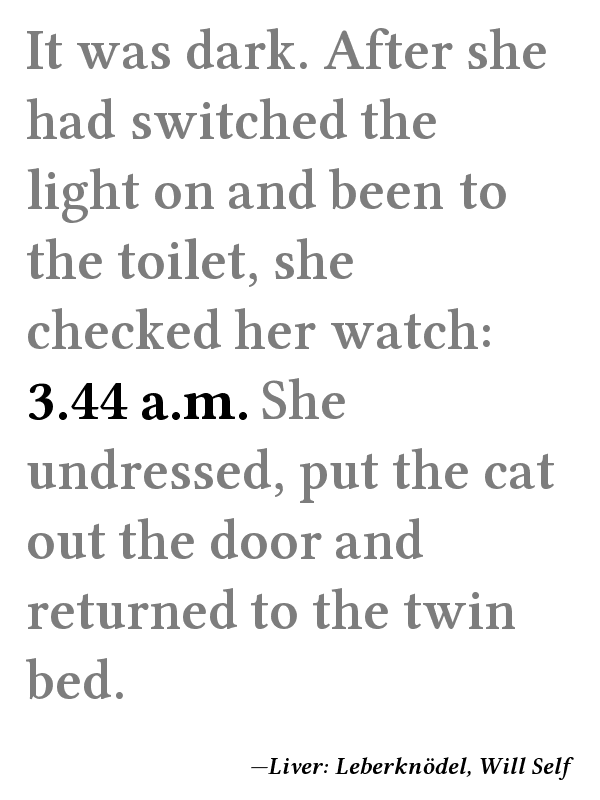 It was dark. After she
had switched the
light on and been to
the toilet, she
checked her watch:
3.44 a.m. She
undressed, put the cat
out the door and
returned to the twin
bed.
—Liver: Leberknödel, Will Self